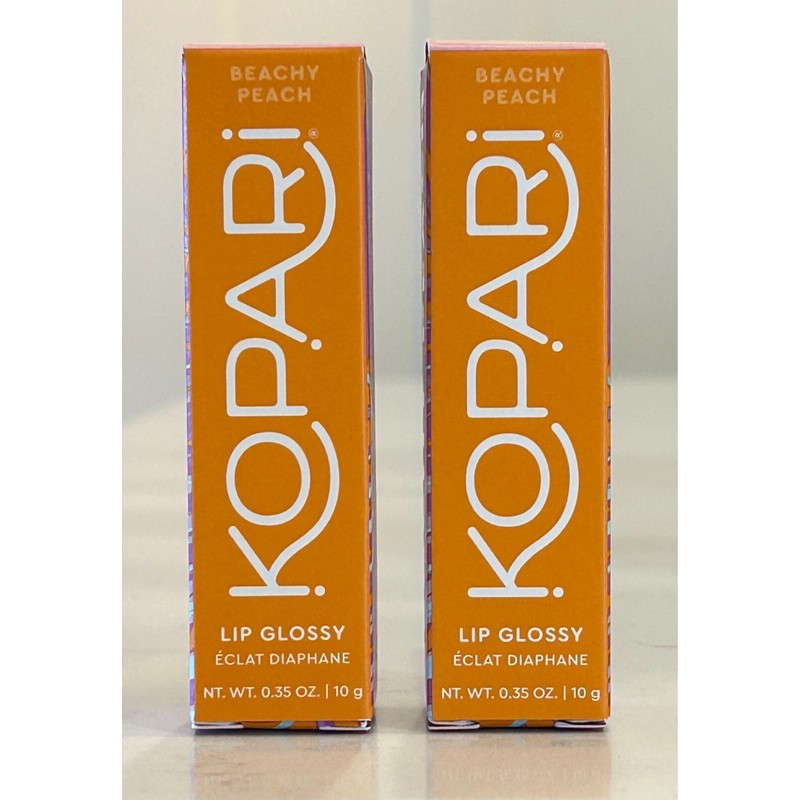 BEACHY
PEACH
KOPARi®
LIP GLOSSY
ÉCLAT DIAPHANE
NT. WT. 0.35 OZ. | 10 g
BEACHY
PEACH
KOPARi®
LIP GLOSSY
ÉCLAT DIAPHANE
NT. WT. 0.35 OZ. | 10 g